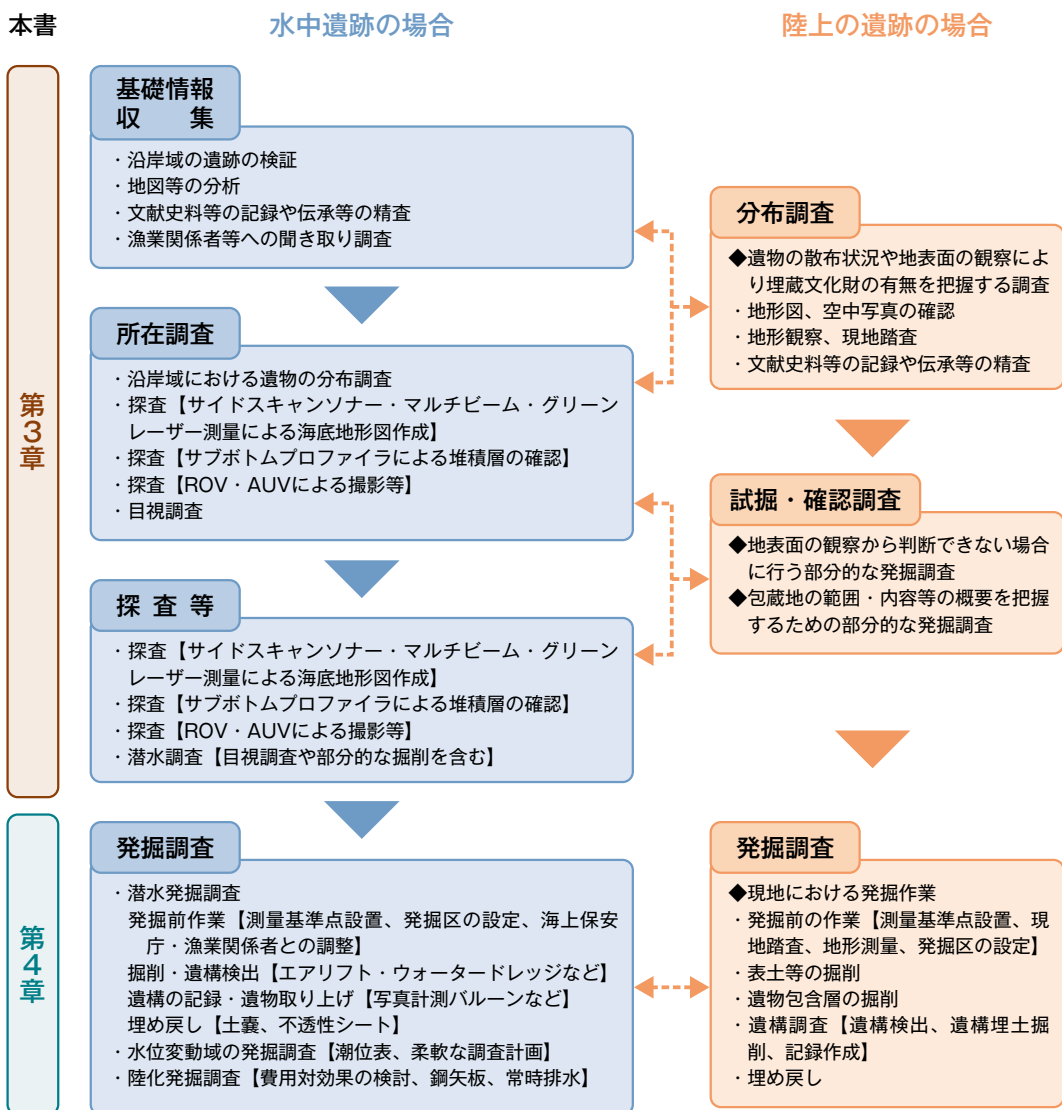 本書
水中遺跡の場合
陸上の遺跡の場合
第3章
基礎情報
収　　集
・沿岸域の遺跡の検証
・地図等の分析
・文献史料等の記録や伝承等の精査
・漁業関係者等への聞き取り調査
所在調査
・沿岸域における遺物の分布調査
・探査【サイドスキャンソナー・マルチビーム・グリーン
レーザー測量による海底地形図作成】
・探査【サブボトムプロファイラによる堆積層の確認】
・探査【ROV・AUVによる撮影等】
・目視調査
探 査 等
・探査【サイドスキャンソナー・マルチビーム・グリーン
レーザー測量による海底地形図作成】
・探査【サブボトムプロファイラによる堆積層の確認】
・探査【ROV・AUVによる撮影等】
・潜水調査【目視調査や部分的な掘削を含む】
分布調査
◆遺物の散布状況や地表面の観察によ
り埋蔵文化財の有無を把握する調査
・地形図、空中写真の確認
・地形観察、現地踏査
・文献史料等の記録や伝承等の精査
試掘・確認調査
◆地表面の観察から判断できない場合
に行う部分的な発掘調査
◆包蔵地の範囲・内容等の概要を把握
するための部分的な発掘調査
第4章
発掘調査
・潜水発掘調査
発掘前作業【測量基準点設置、発掘区の設定、海上保安
庁・漁業関係者との調整】
掘削・遺構検出【エアリフト・ウォータードレッジなど】
遺構の記録・遺物取り上げ【写真計測バルーンなど】
埋め戻し【土嚢、不透性シート】
・水位変動域の発掘調査【潮位表、柔軟な調査計画】
・陸化発掘調査【費用対効果の検討、鋼矢板、常時排水】
発掘調査
◆現地における発掘作業
・発掘前の作業【測量基準点設置、現
地踏査、地形測量、発掘区の設定】
・表土等の掘削
・遺物包含層の掘削
・遺構調査【遺構検出、遺構埋土掘
削、記録作成】
・埋め戻し